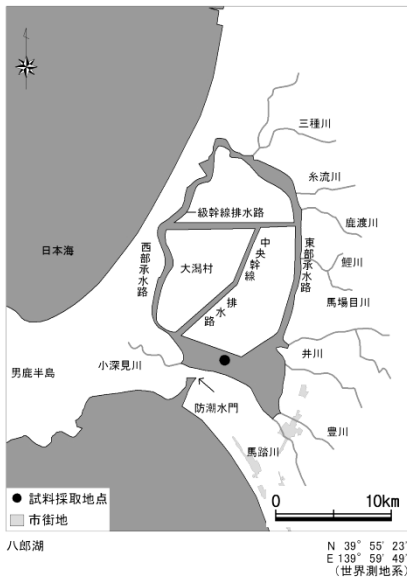 三種川
糸流川
一級幹線排水路
鹿渡川
日本海
西部承水路
中央幹線
排水路
東部承水路
鯉川
大潟村
馬場目川
小深見川
井川
男鹿半島
防潮水門
豊川
馬踏川
試料採取地点
市街地
0 10km
八郎湖
N 39° 55′ 23″
E 139° 59′ 49″
(世界測地系)